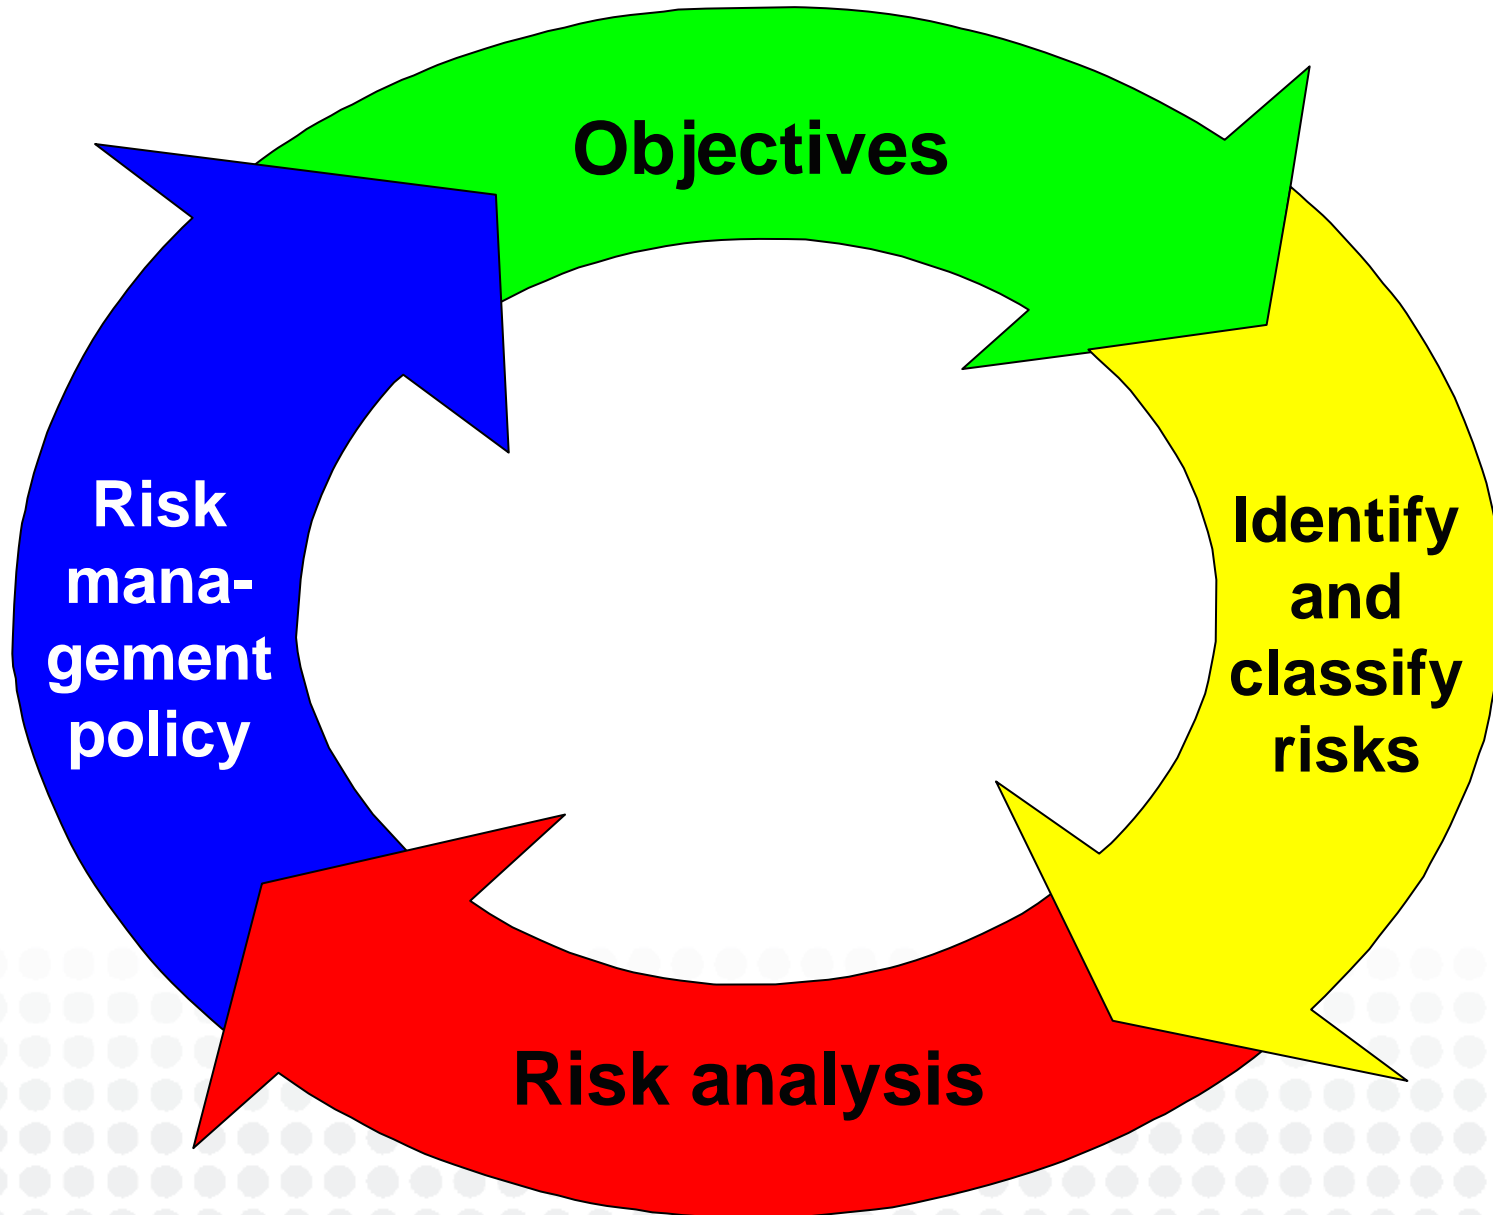 Objectives
Identify
and
classify
risks
Risk analysis
Risk
mana-
gement
policy